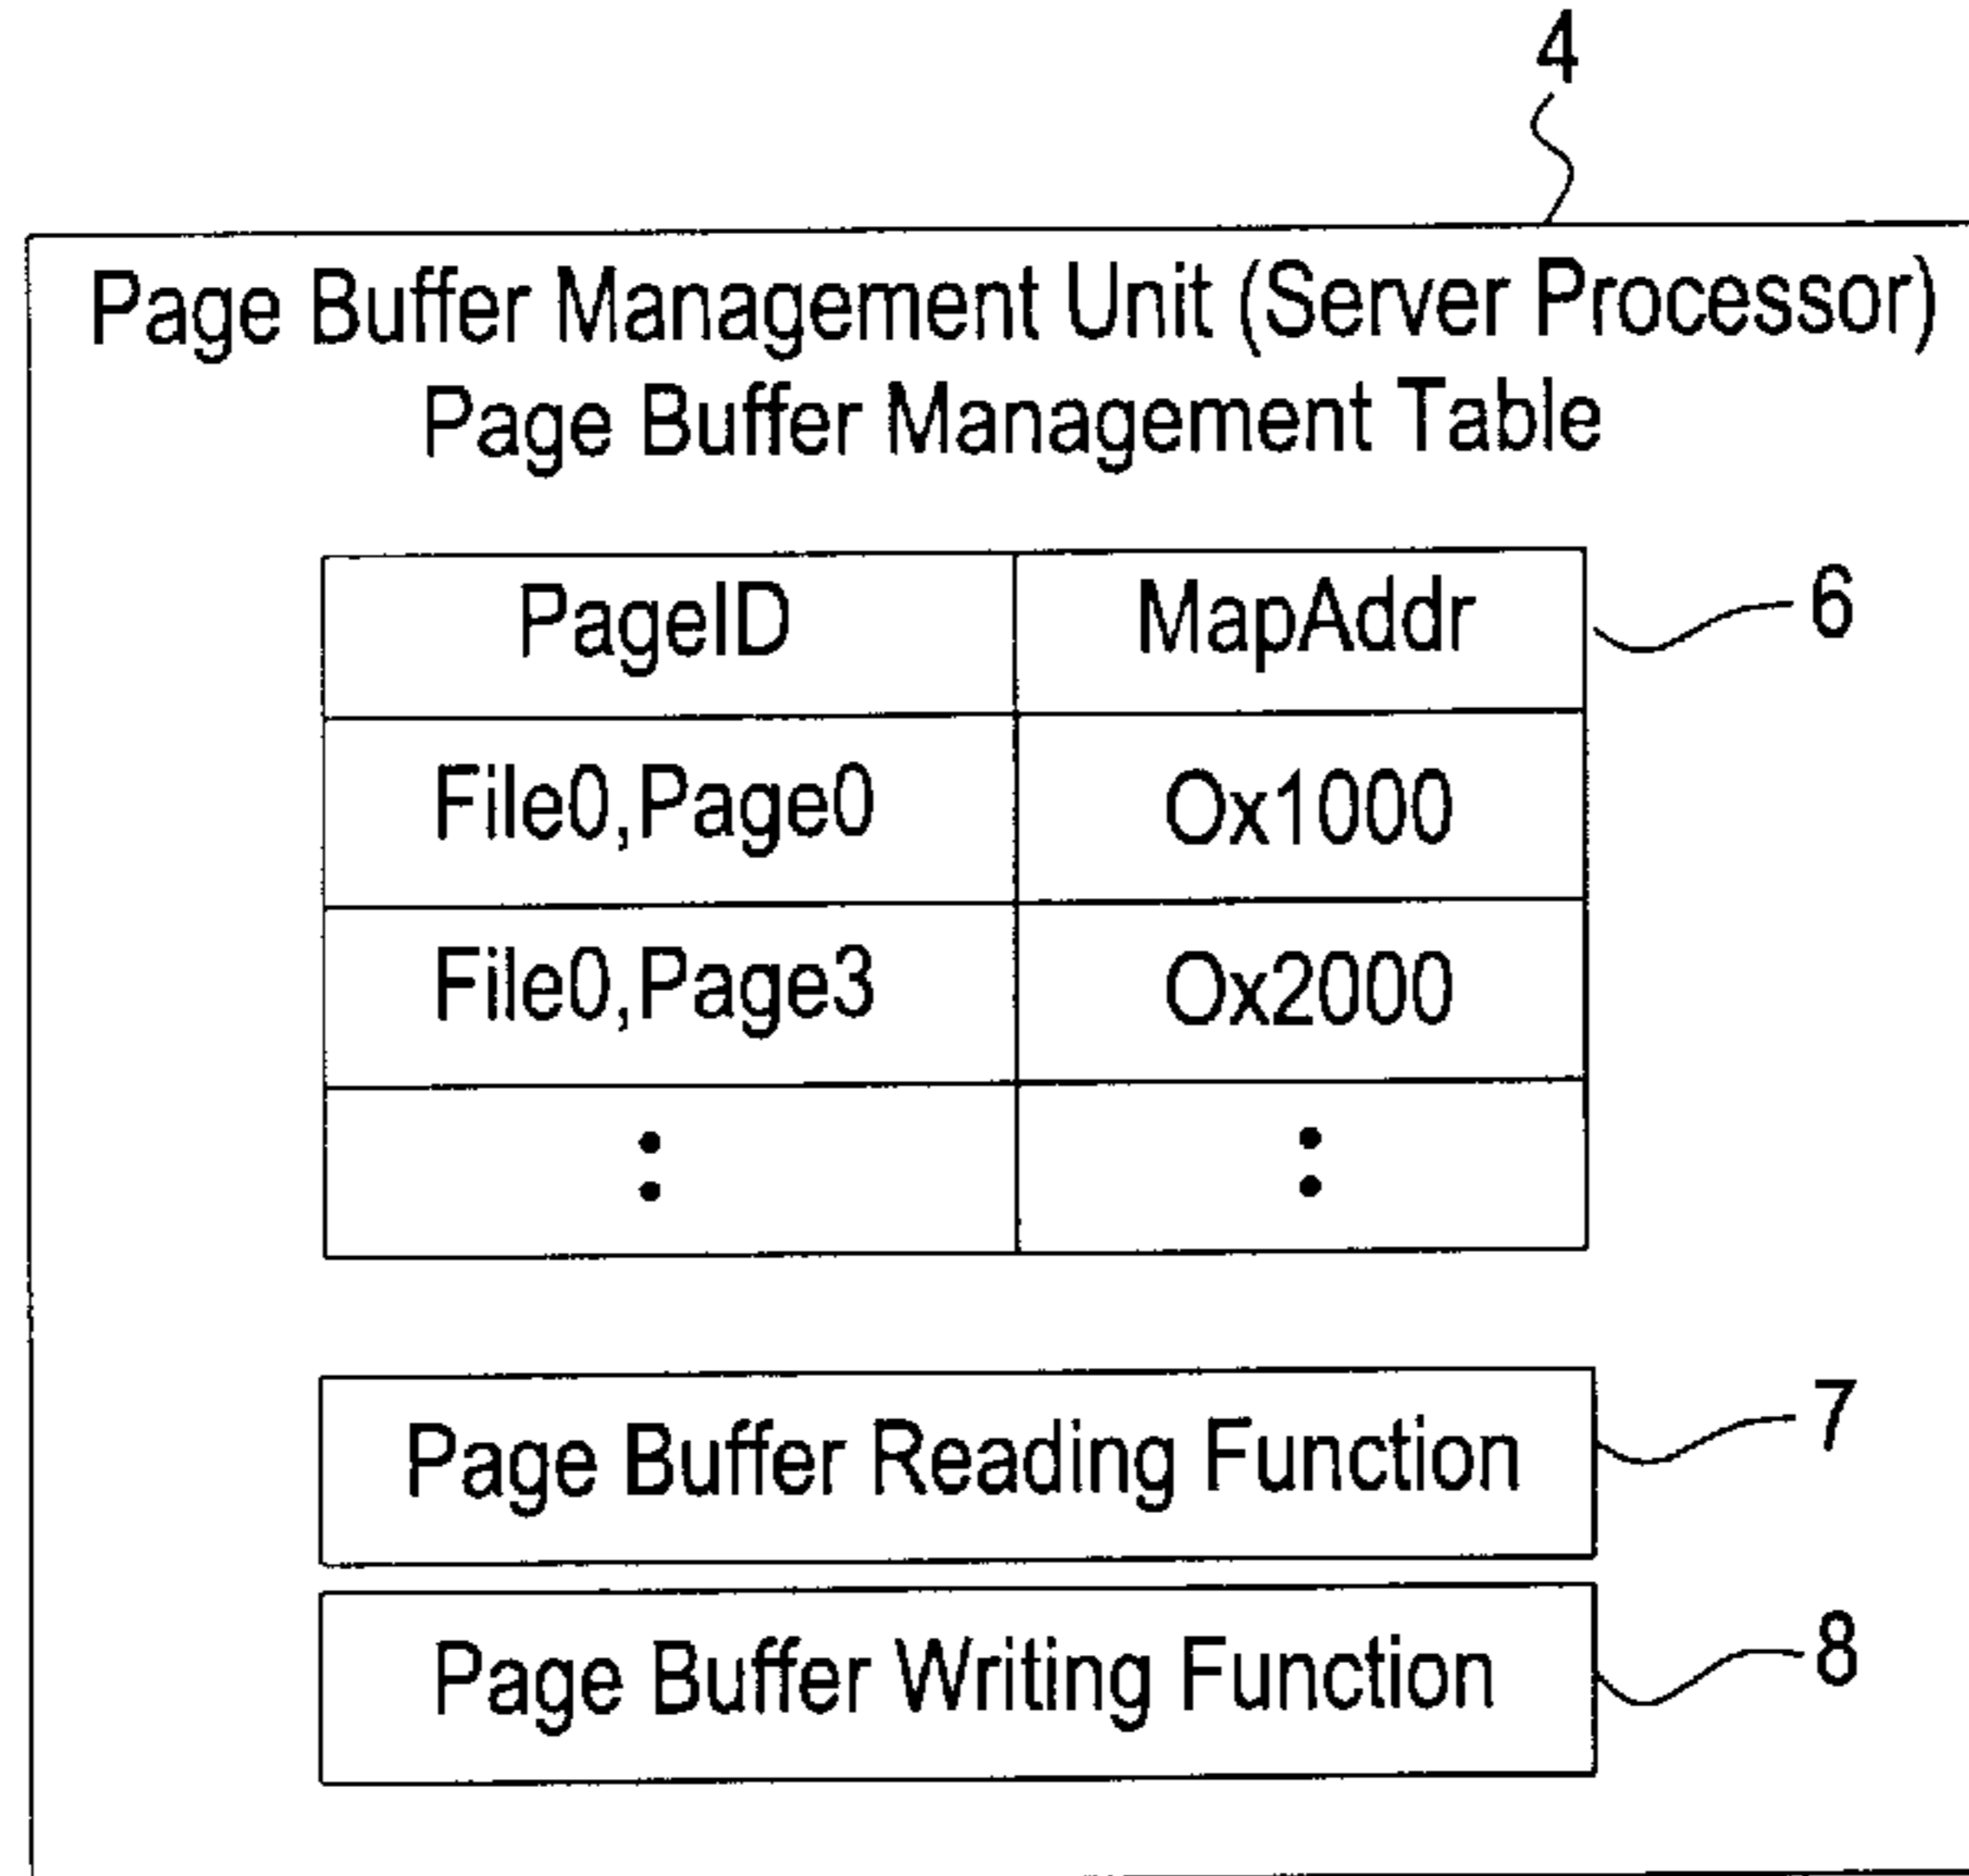 4
Page Buffer Management Unit (Server Processor)
Page Buffer Management Table
PageID MapAddr 6
File0,Page0 Ox1000
File0,Page3 Ox2000
: :
Page Buffer Reading Function 7
Page Buffer Writing Function 8